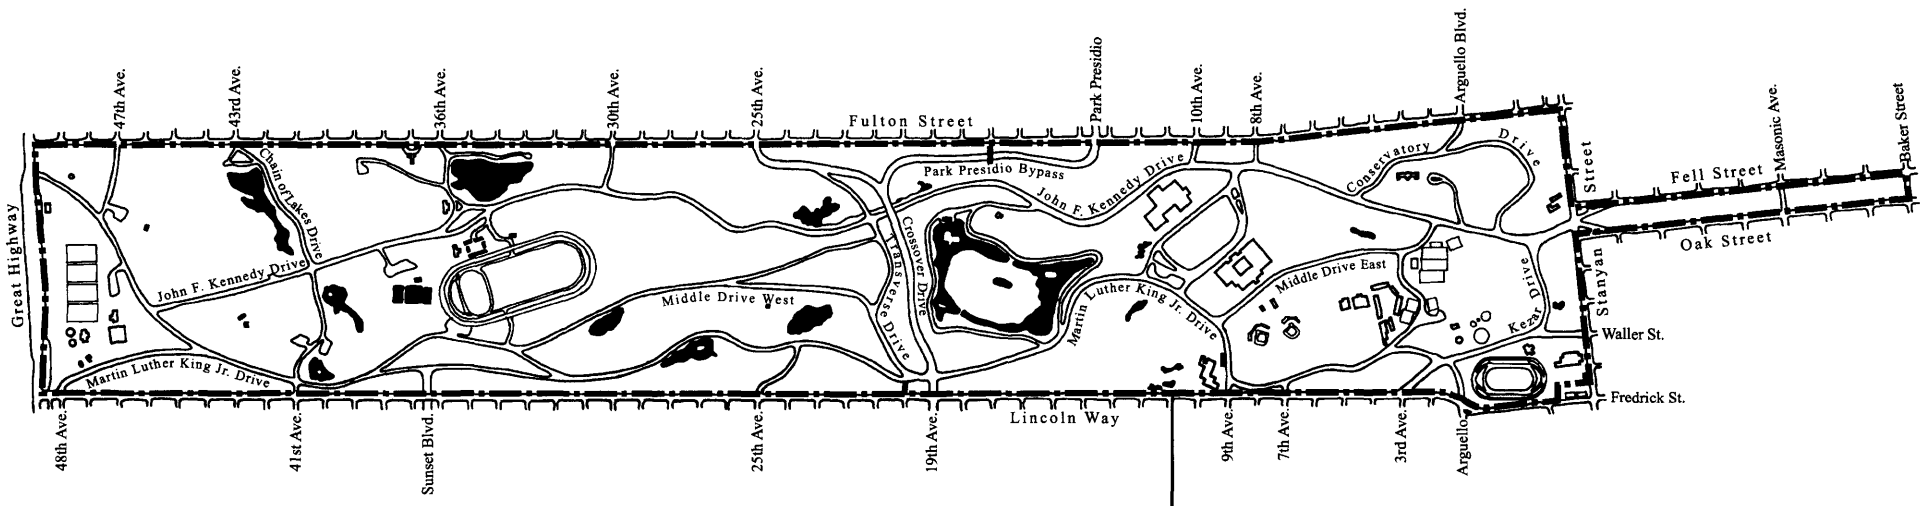 47th Ave.
43rd Ave.
36th Ave.
30th Ave.
25th Ave.
Park Presidio
10th Ave.
8th Ave.
Arguello Blvd.
Masonic Ave.
Baker Street
Fulton Street
Fell Street
Oak Street
Stanyan Street
Great Highway
Chain of Lakes Drive
Park Presidio Bypass
John F. Kennedy Drive
Conservatory Drive
Crossover Drive
Transverse Drive
John F. Kennedy Drive
Middle Drive West
Middle Drive East
Martin Luther King Jr. Drive
Kezar Drive
Martin Luther King Jr. Drive
Waller St.
Fredrick St.
Lincoln Way
48th Ave.
41st Ave.
Sunset Blvd.
25th Ave.
19th Ave.
9th Ave.
7th Ave.
3rd Ave.
Arguello